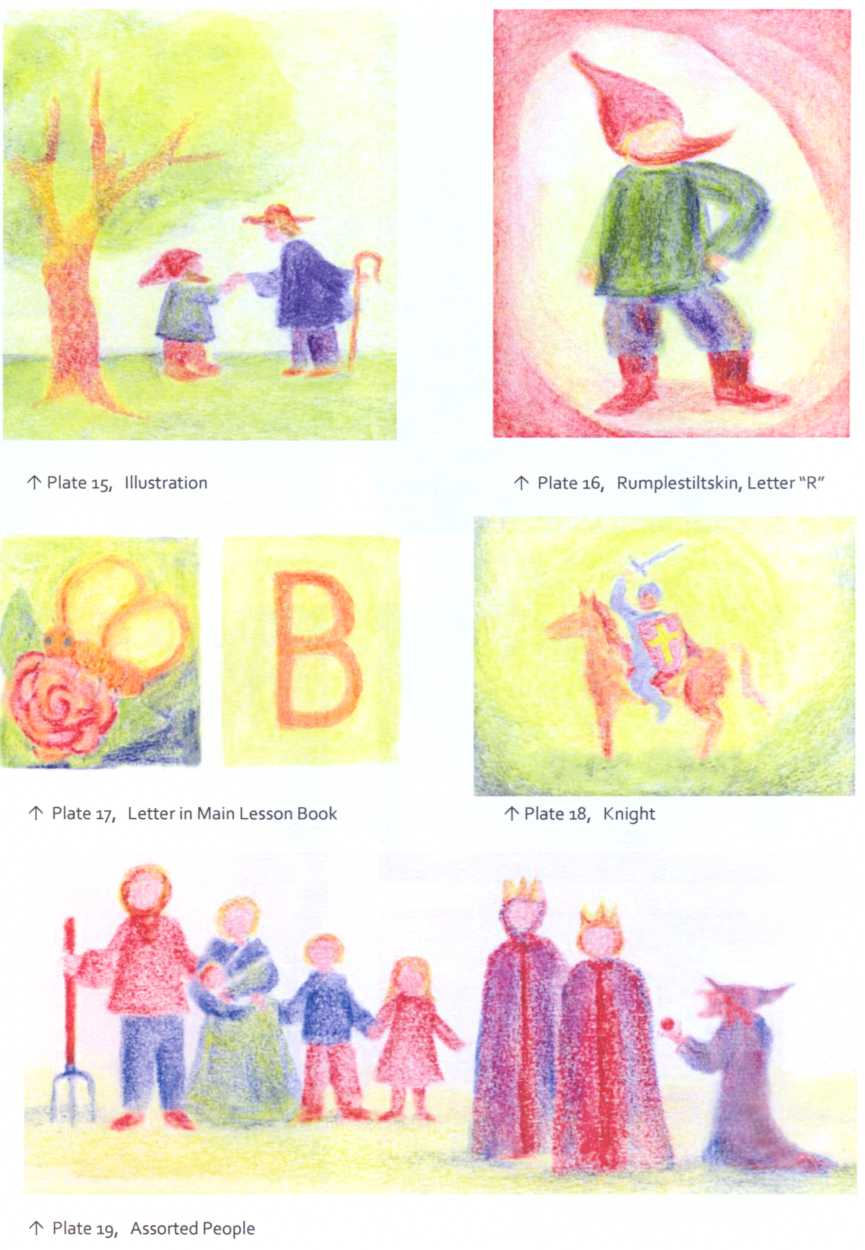 ↑ Plate 15, Illustration
↑ Plate 16, Rumplestiltskin, Letter “R”
B
↑ Plate 17, Letter in Main Lesson Book
↑ Plate 18, Knight
↑ Plate 19, Assorted People